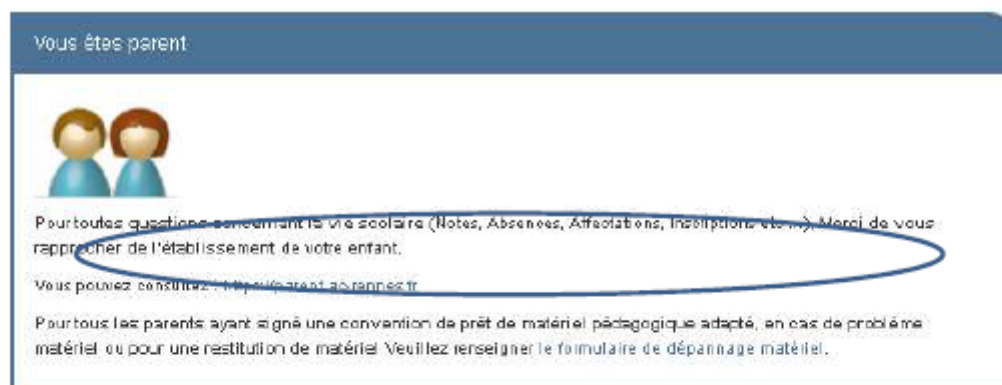 Vous êtes parent
Pour toutes questions concernant la vie scolaire (Notes, Absences, Affectations, Inscriptions etc ...), Merci de vous
rapprocher de l'établissement de votre enfant.
Vous pouvez consultez : https://parent.ac-rennes.fr
Pour tous les parents ayant signé une convention de prêt de matériel pédagogique adapté, en cas de problème
matériel ou pour une restitution de matériel Veuillez renseigner le formulaire de dépannage matériel.